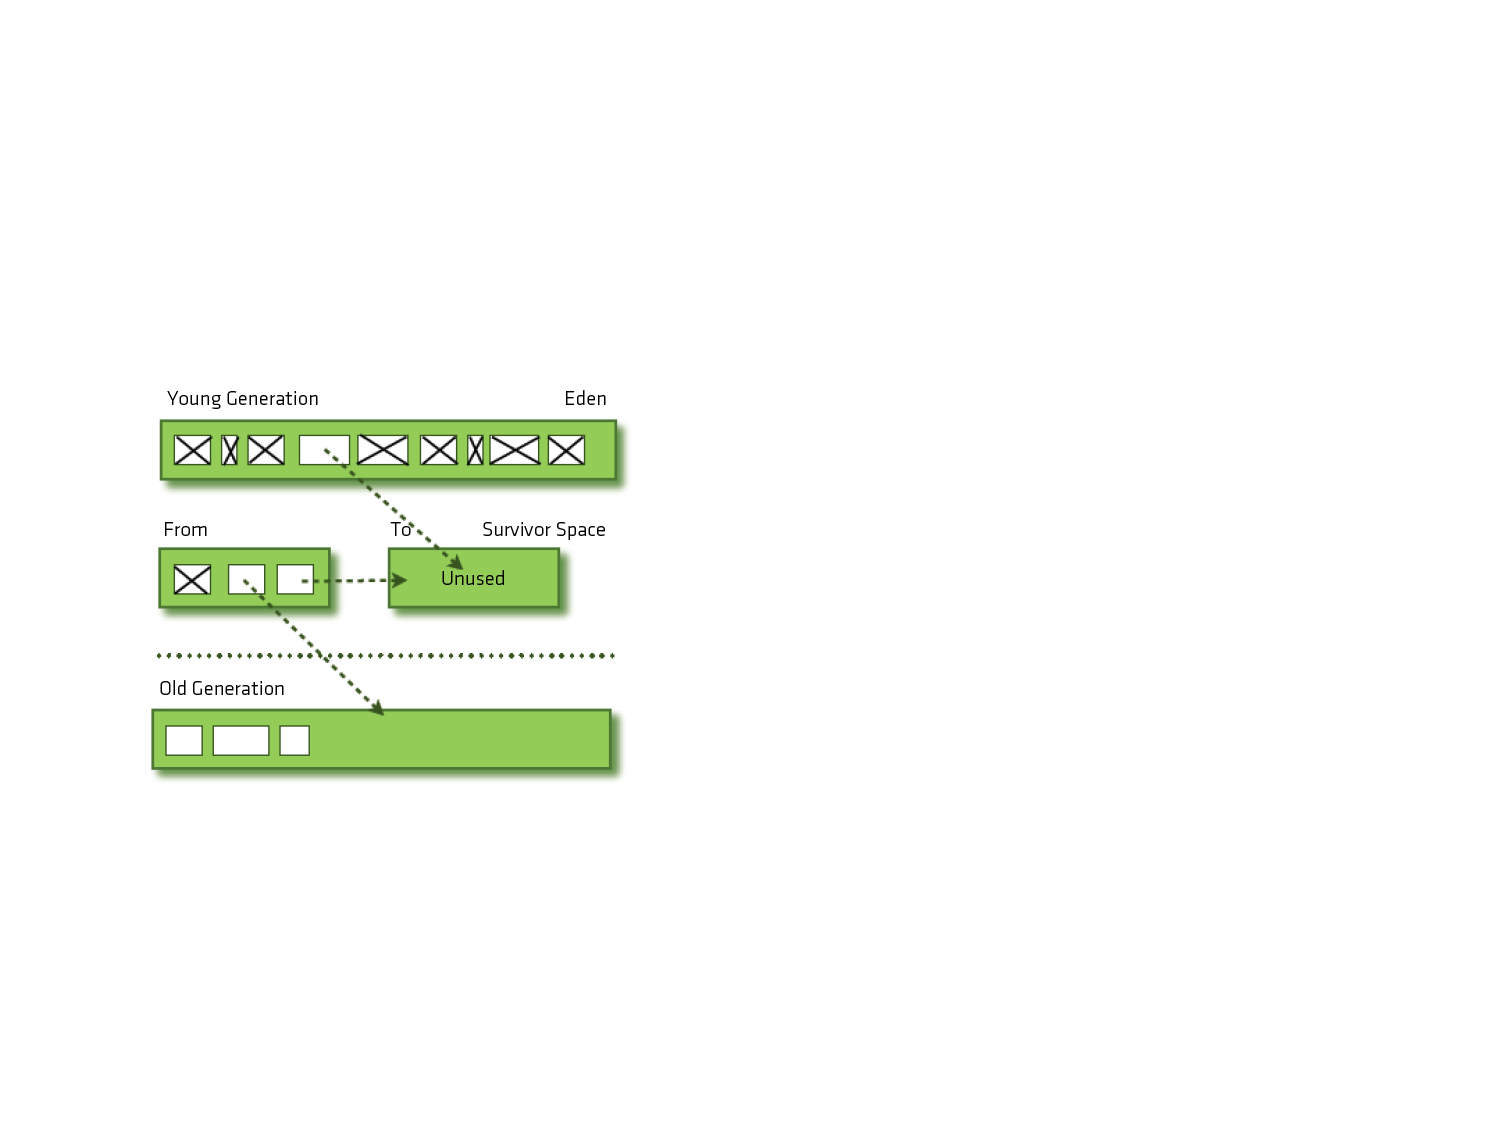 Young Generation Eden
From To Survivor Space
Unused
Old Generation